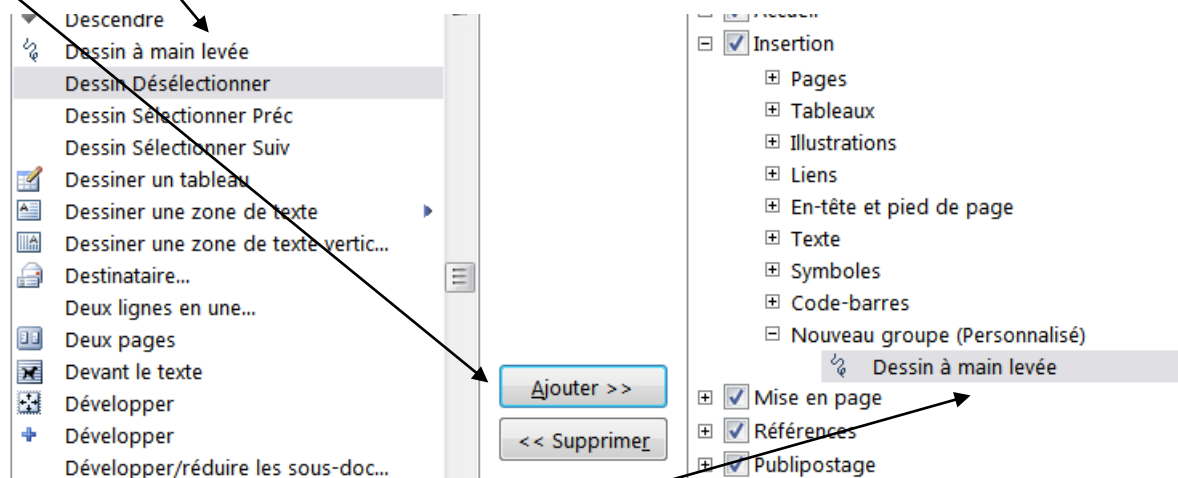 Descendre
Dessin à main levée
Dessin Désélectionner
Dessin Sélectionner Préc
Dessin Sélectionner Suiv
Dessiner un tableau
Dessiner une zone de texte
Dessiner une zone de texte vertic...
Destinataire...
Deux lignes en une...
Deux pages
Devant le texte
Développer
Développer
Développer/réduire les sous-doc...
Ajouter >>
<< Supprimer
Accueil
Insertion
Pages
Tableaux
Illustrations
Liens
En-tête et pied de page
Texte
Symboles
Code-barres
Nouveau groupe (Personnalisé)
Dessin à main levée
Mise en page
Références
Publipostage